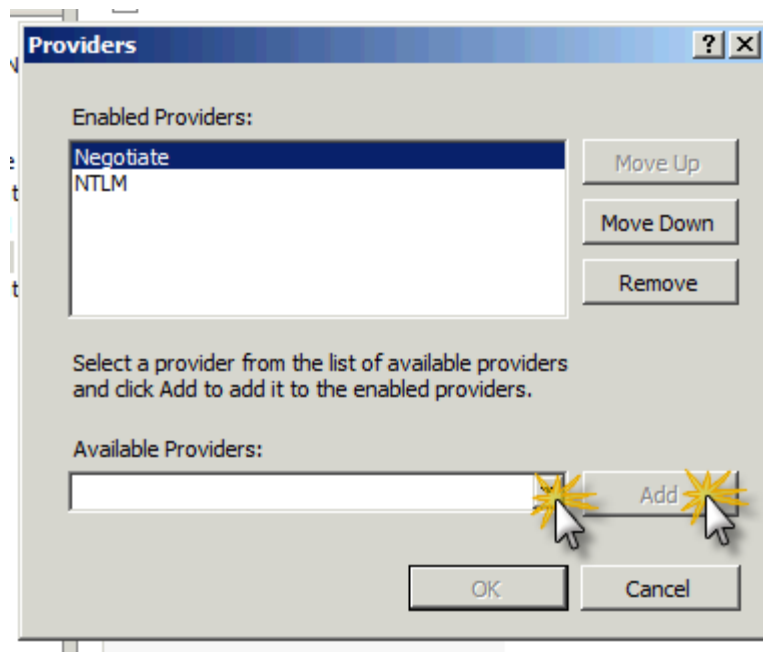 Providers
Enabled Providers:
Negotiate
NTLM
Move Up
Move Down
Remove
Select a provider from the list of available providers
and click Add to add it to the enabled providers.
Available Providers:
Add
OK
Cancel